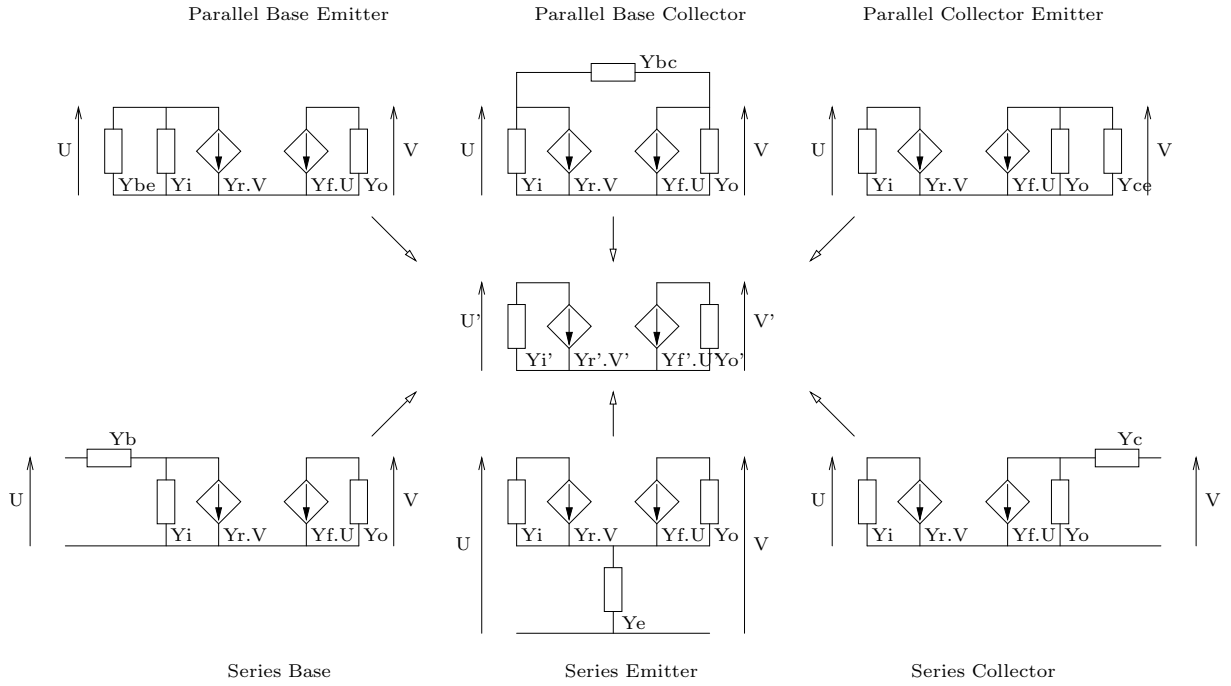 Parallel Base Emitter
Parallel Base Collector
Parallel Collector Emitter
Ybc
U
V
U
V
U
V
Ybe Yi Yr.V Yf.U Yo
Yi Yr.V Yf.U Yo
Yi Yr.V Yf.U Yo Yce
U'
V'
Yi' Yr'.V' Yf'.U' Yo'
Yb
Yc
U
V
U
V
U
V
Yi Yr.V Yf.U Yo
Yi Yr.V Yf.U Yo
Yi Yr.V Yf.U Yo
Ye
Series Base
Series Emitter
Series Collector